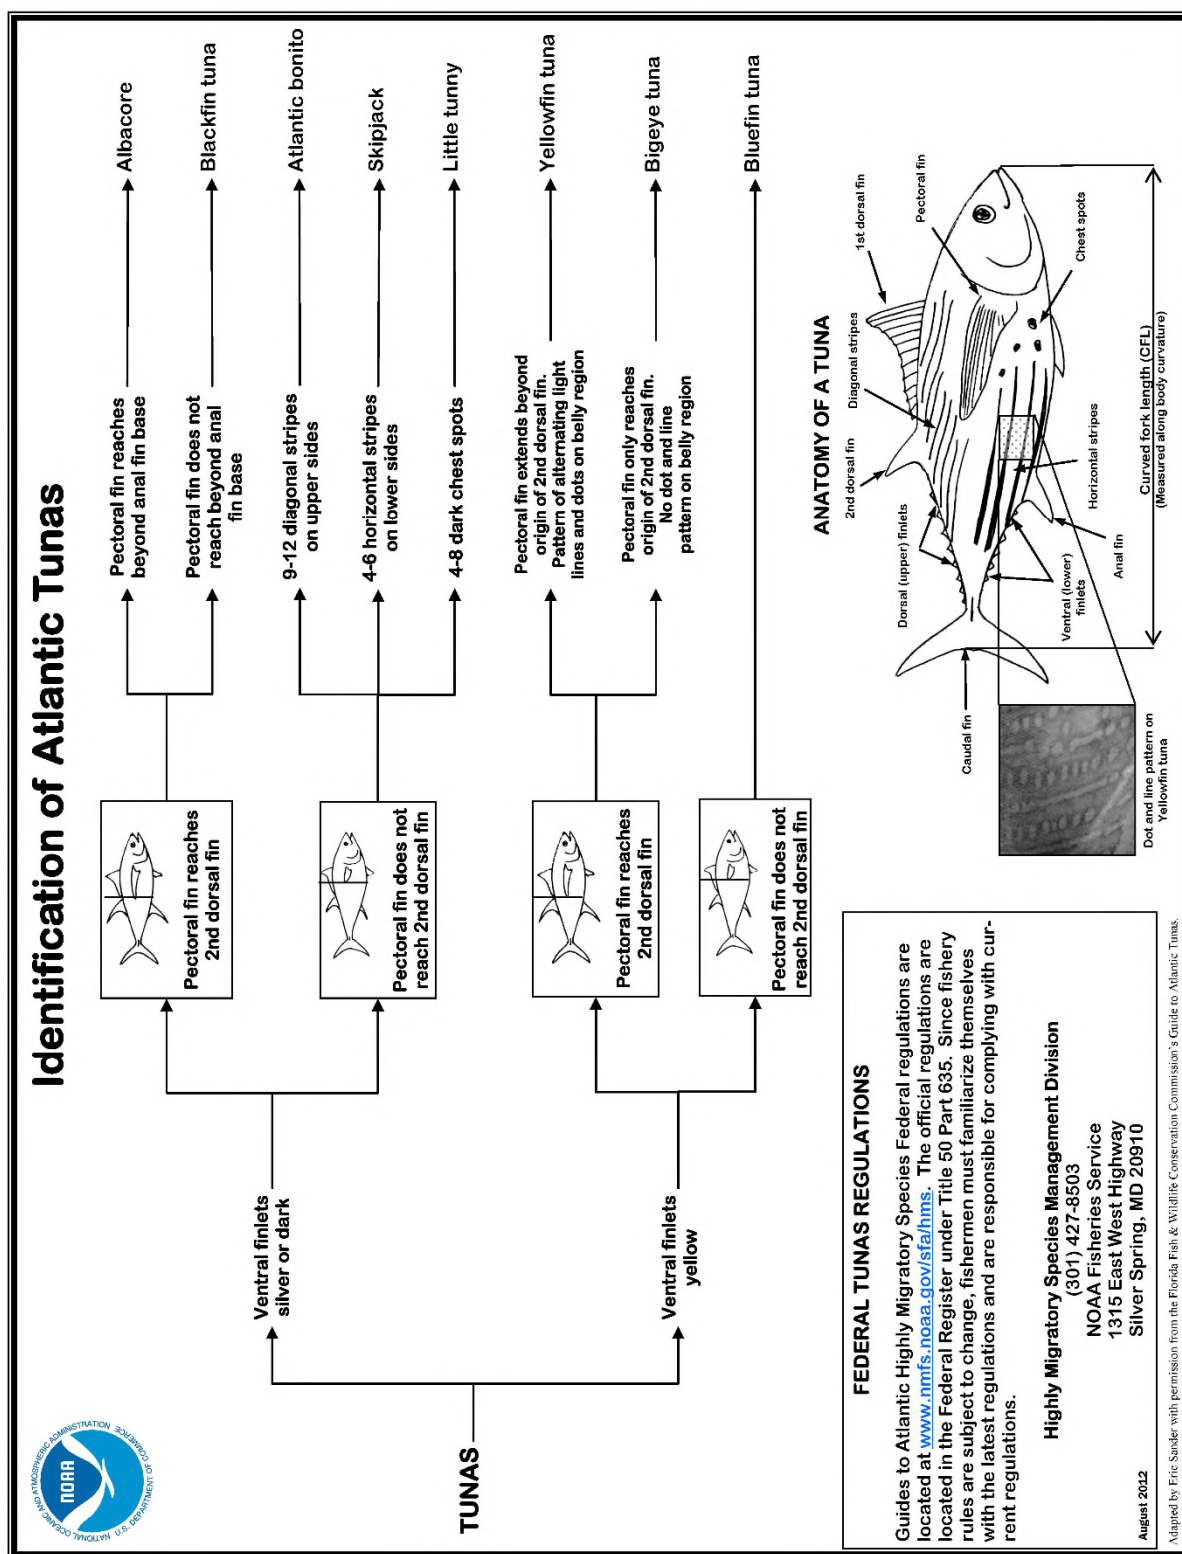 Identification of Atlantic Tunas
NOAA
NATIONAL OCEANIC AND ATMOSPHERIC ADMINISTRATION
U.S. DEPARTMENT OF COMMERCE
TUNAS
Ventral finlets
silver or dark
Ventral finlets
yellow
Pectoral fin reaches
2nd dorsal fin
Pectoral fin does not
reach 2nd dorsal fin
Pectoral fin reaches
2nd dorsal fin
Pectoral fin does not
reach 2nd dorsal fin
Pectoral fin reaches
beyond anal fin base
Albacore
Pectoral fin does not
reach beyond anal
fin base
Blackfin tuna
9-12 diagonal stripes
on upper sides
Atlantic bonito
4-6 horizontal stripes
on lower sides
Skipjack
4-8 dark chest spots
Little tunny
Pectoral fin extends beyond
origin of 2nd dorsal fin.
Pattern of alternating light
lines and dots on belly region
Yellowfin tuna
Pectoral fin only reaches
origin of 2nd dorsal fin.
No dot and line
pattern on belly region
Bigeye tuna
Bluefin tuna
FEDERAL TUNAS REGULATIONS
Guides to Atlantic Highly Migratory Species Federal regulations are
located at www.nmfs.noaa.gov/sfa/hms. The official regulations are
located in the Federal Register under Title 50 Part 635. Since fishery
rules are subject to change, fishermen must familiarize themselves
with the latest regulations and are responsible for complying with cur-
rent regulations.
Highly Migratory Species Management Division
(301) 427-8503
NOAA Fisheries Service
1315 East West Highway
Silver Spring, MD 20910
August 2012
ANATOMY OF A TUNA
Caudal fin
Dorsal (upper) finlets
2nd dorsal fin
Diagonal stripes
1st dorsal fin
Pectoral fin
Chest spots
Horizontal stripes
Anal fin
Ventral (lower)
finlets
Curved fork length (CFL)
(Measured along body curvature)
Dot and line pattern on
Yellowfin tuna
Adapted by Eric Sander with permission from the Florida Fish & Wildlife Conservation Commission's Guide to Atlantic Tunas.